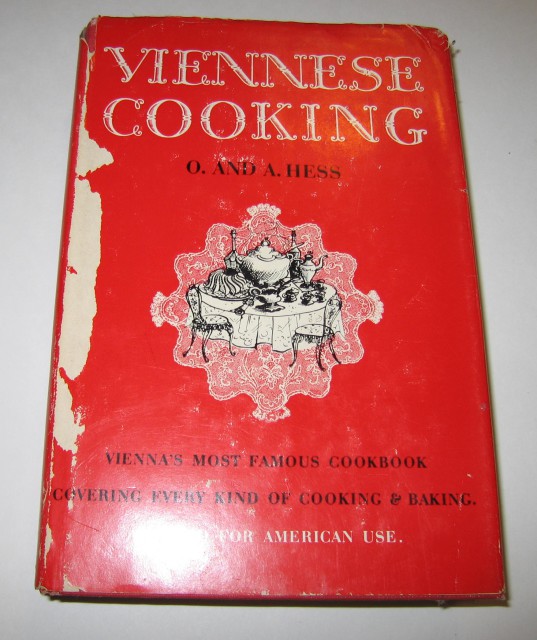 VIENNESE
COOKING
O. AND A. HESS
VIENNA'S MOST FAMOUS COOKBOOK
COVERING EVERY KIND OF COOKING & BAKING.
FOR AMERICAN USE.